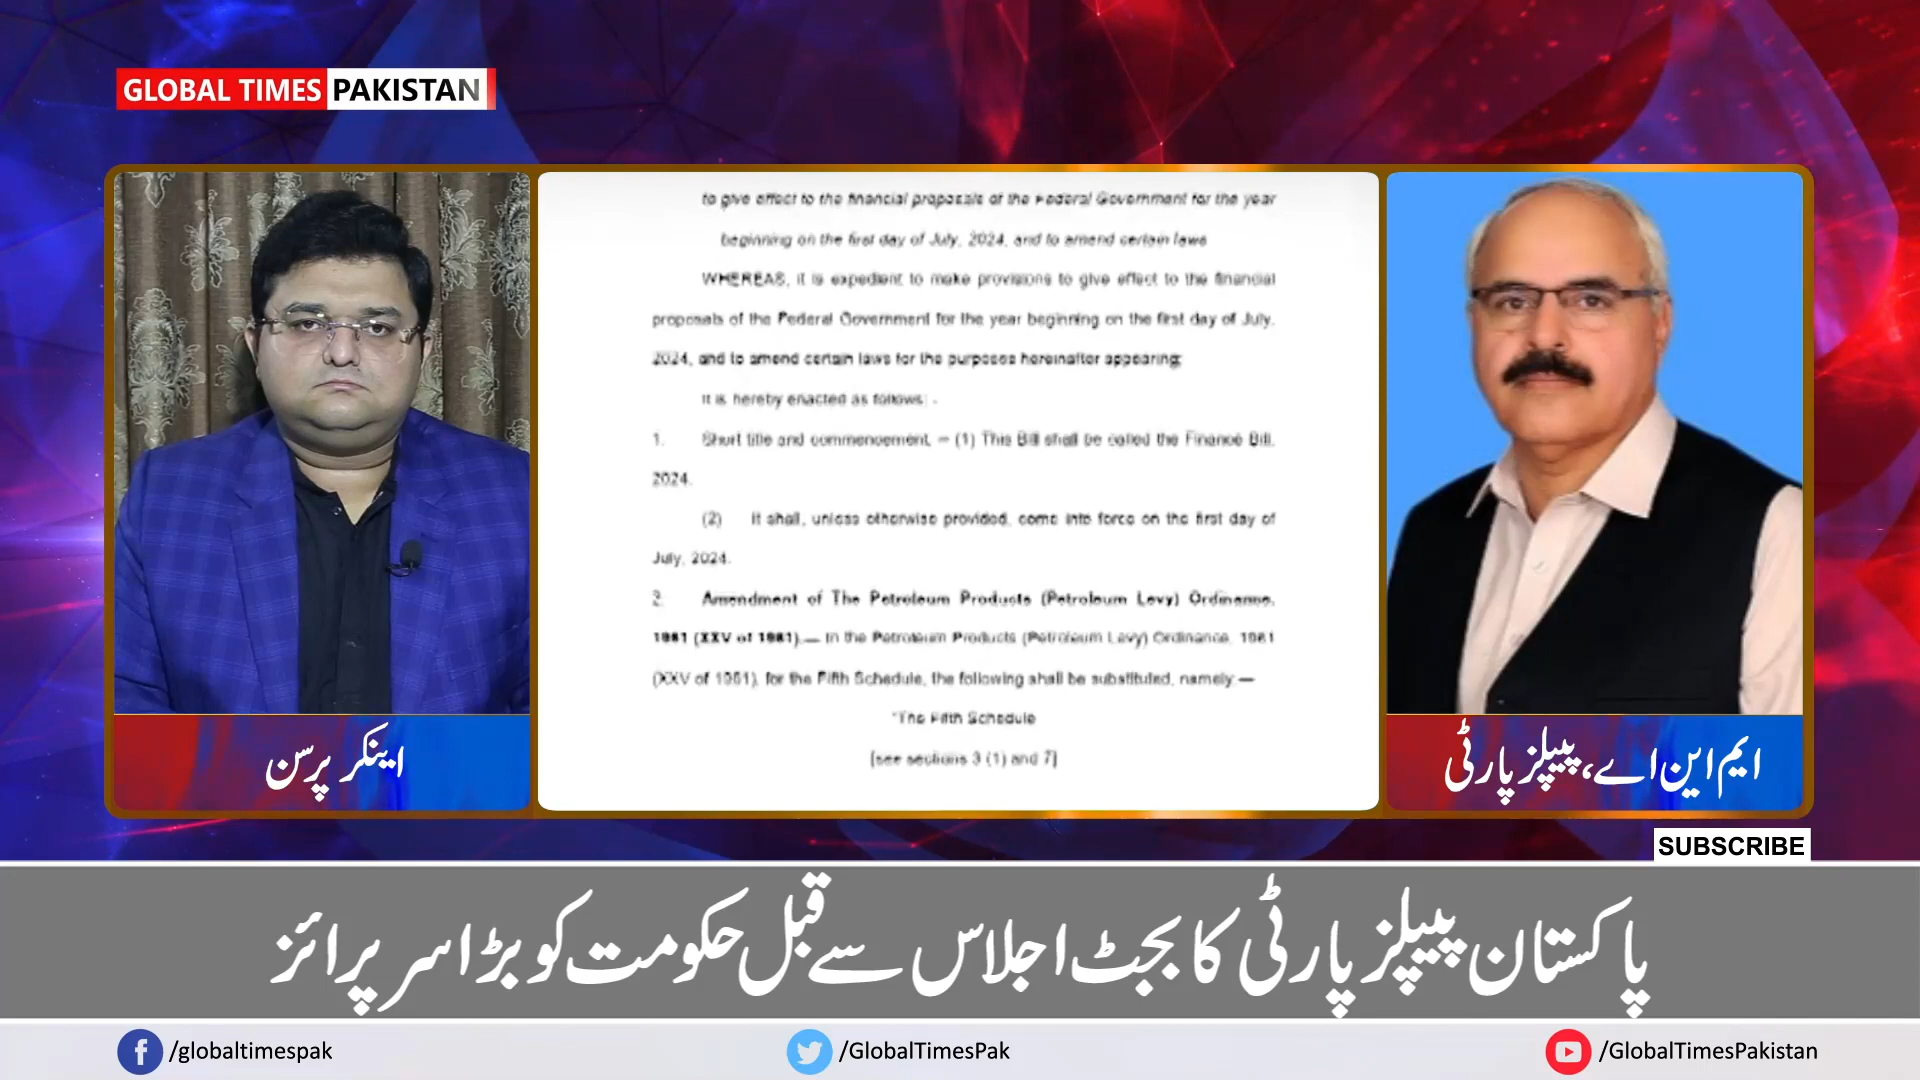 GLOBAL TIMES PAKISTAN
to give effect to the financial proposals of the Federal Government for the year
beginning on the first day of July, 2024, and to amend certain laws
WHEREAS, it is expedient to make provisions to give effect to the financial
proposals of the Federal Government for the year beginning on the first day of July,
2024, and to amend certain laws for the purposes hereinafter appearing;
It is hereby enacted as follows: -
1. Short title and commencement. – (1) This Bill shall be called the Finance Bill,
2024.
(2) It shall, unless otherwise provided, come into force on the first day of
July, 2024.
2. Amendment of The Petroleum Products (Petroleum Levy) Ordinance,
1961 (XXV of 1961).— In the Petroleum Products (Petroleum Levy) Ordinance, 1961
(XXV of 1961), for the Fifth Schedule, the following shall be substituted, namely:—
"The Fifth Schedule
[see sections 3 (1) and 7]
اینکر پرسن
ایم این اے، پیپلز پارٹی
SUBSCRIBE
پاکستان پیپلز پارٹی کا بجٹ اجلاس سے قبل حکومت کو بڑا سرپرائز
/globaltimespak
/GlobalTimesPak
/GlobalTimesPakistan